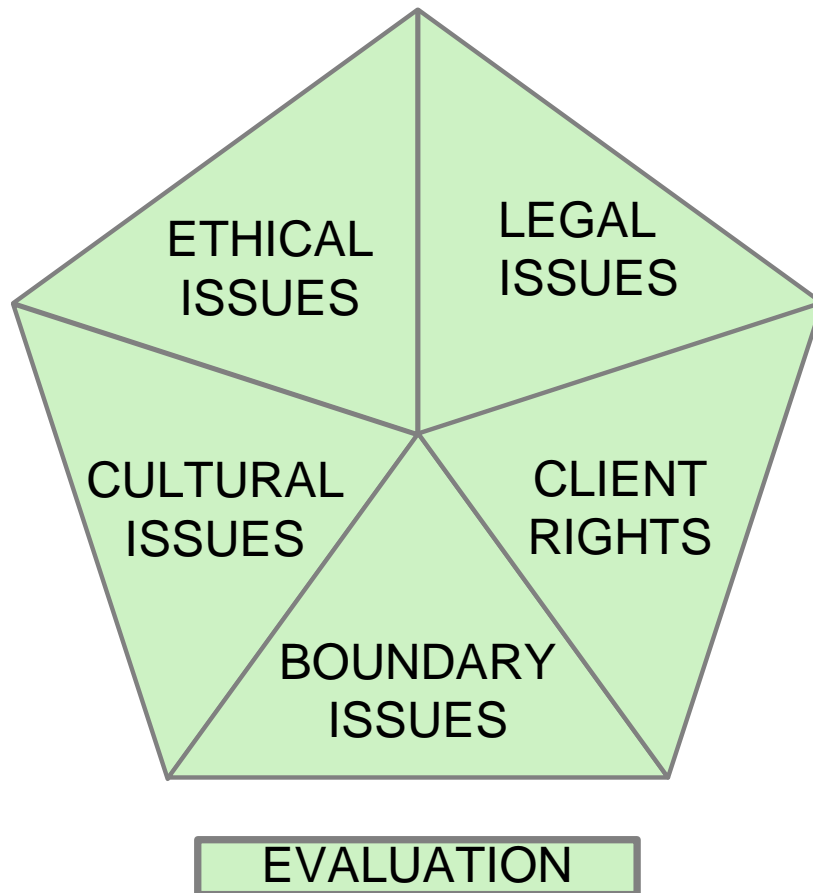 ETHICAL
ISSUES
LEGAL
ISSUES
CULTURAL
ISSUES
CLIENT
RIGHTS
BOUNDARY
ISSUES
EVALUATION